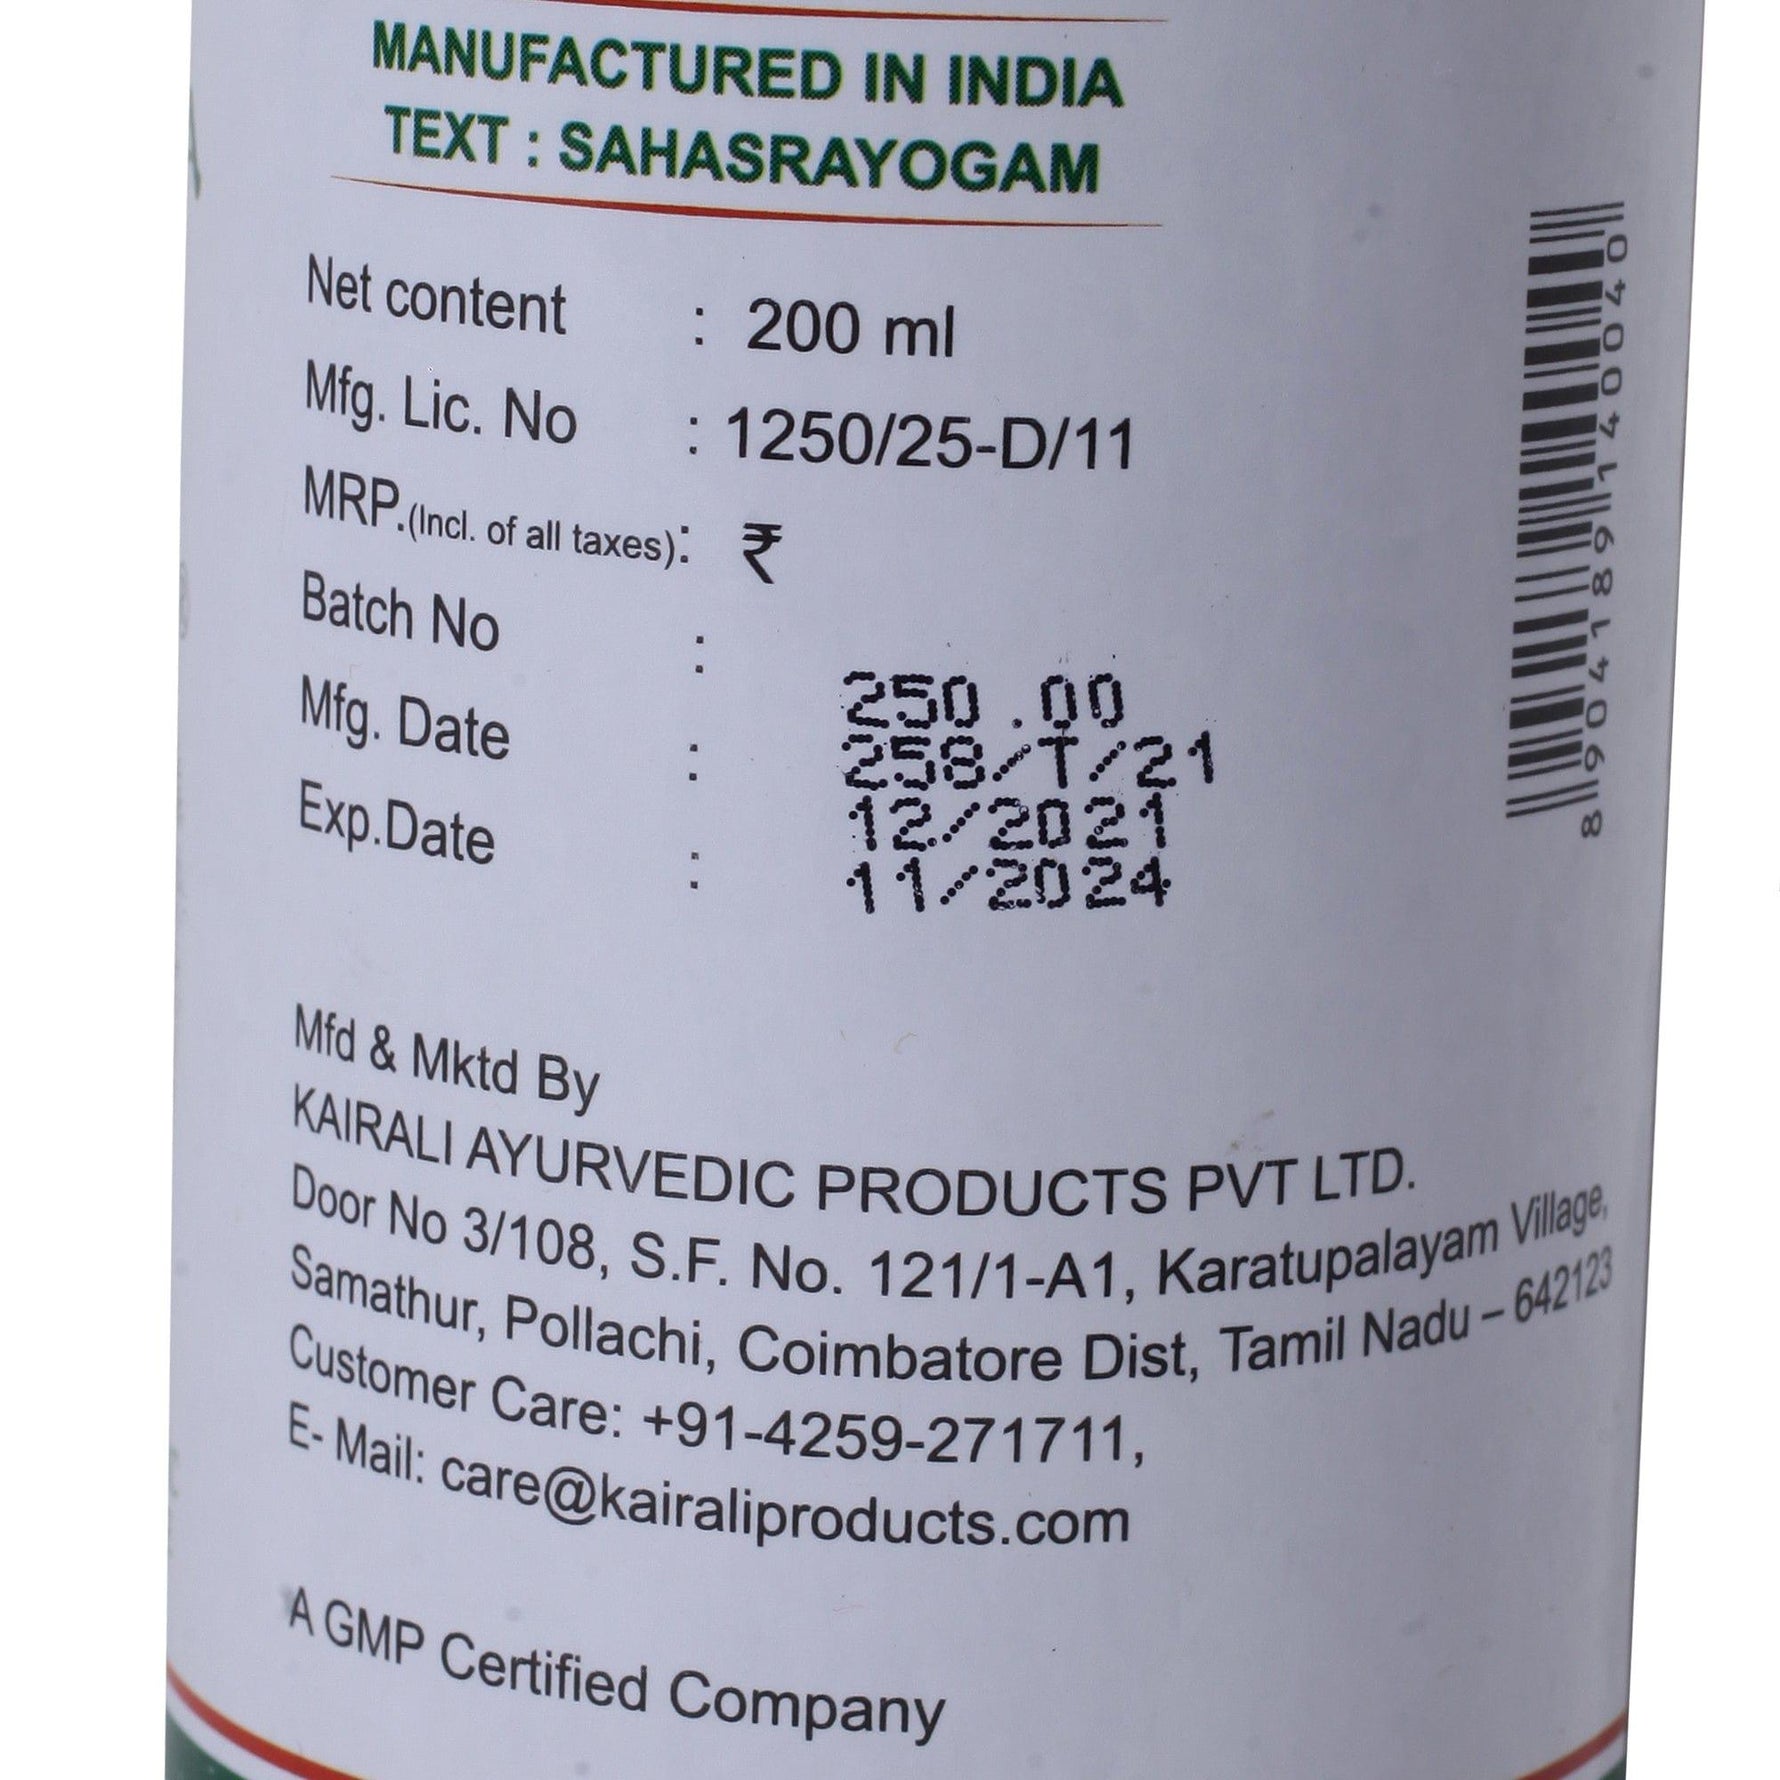 MANUFACTURED IN INDIA
TEXT : SAHASRAYOGAM
Net content : 200 ml
Mfg. Lic. No : 1250/25-D/11
MRP.(Incl. of all taxes): ₹
Batch No :
Mfg. Date :
Exp.Date :
250.00
258/T/21
12/2021
11/2024
Mfd & Mktd By
KAIRALI AYURVEDIC PRODUCTS PVT LTD.
Door No 3/108, S.F. No. 121/1-A1, Karatupalayam Village,
Samathur, Pollachi, Coimbatore Dist, Tamil Nadu – 642123
Customer Care: +91-4259-271711,
E- Mail: care@kairaliproducts.com
A GMP Certified Company
8 904189 140040